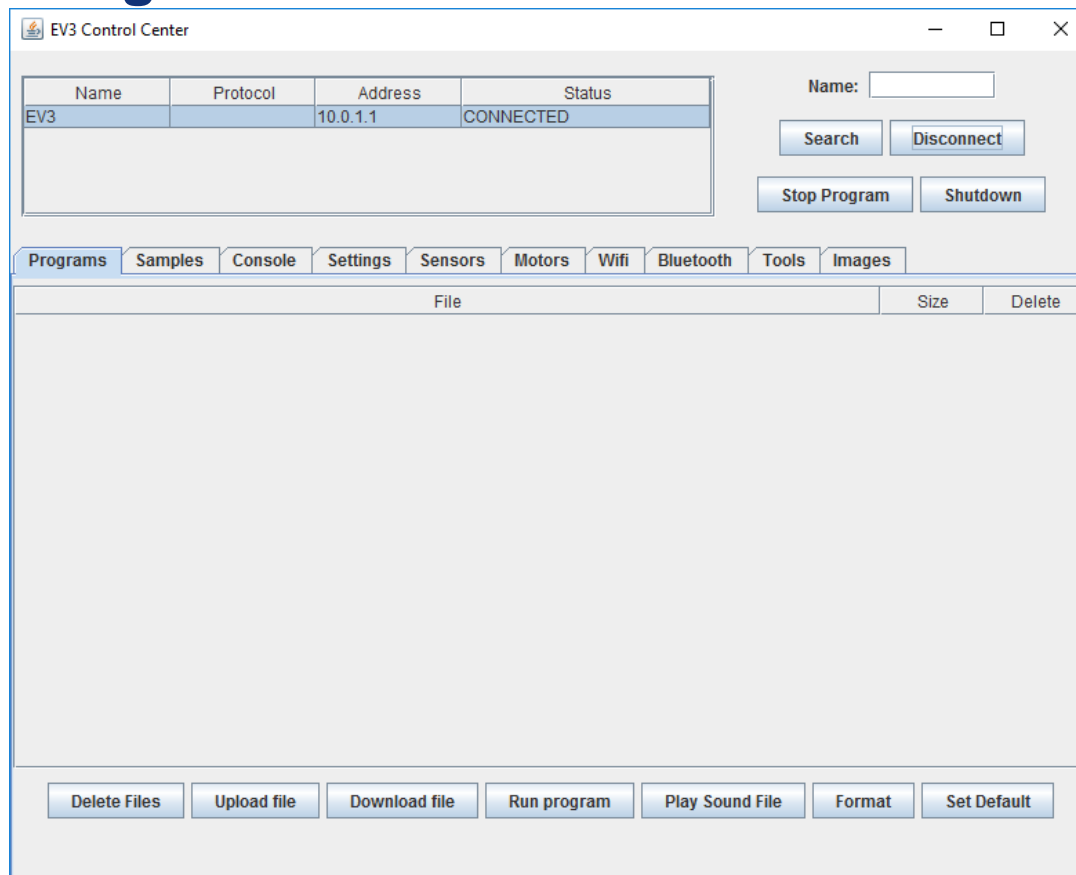 EV3 Control Center
Name Protocol Address Status
EV3 10.0.1.1 CONNECTED
Name:
Search Disconnect
Stop Program Shutdown
Programs Samples Console Settings Sensors Motors Wifi Bluetooth Tools Images
File Size Delete
Delete Files Upload file Download file Run program Play Sound File Format Set Default